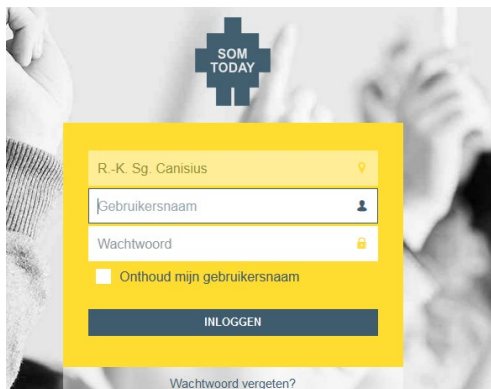 SOM
TODAY
R.-K. Sg. Canisius
Gebruikersnaam
Wachtwoord
Onthoud mijn gebruikersnaam
INLOGGEN
Wachtwoord vergeten?